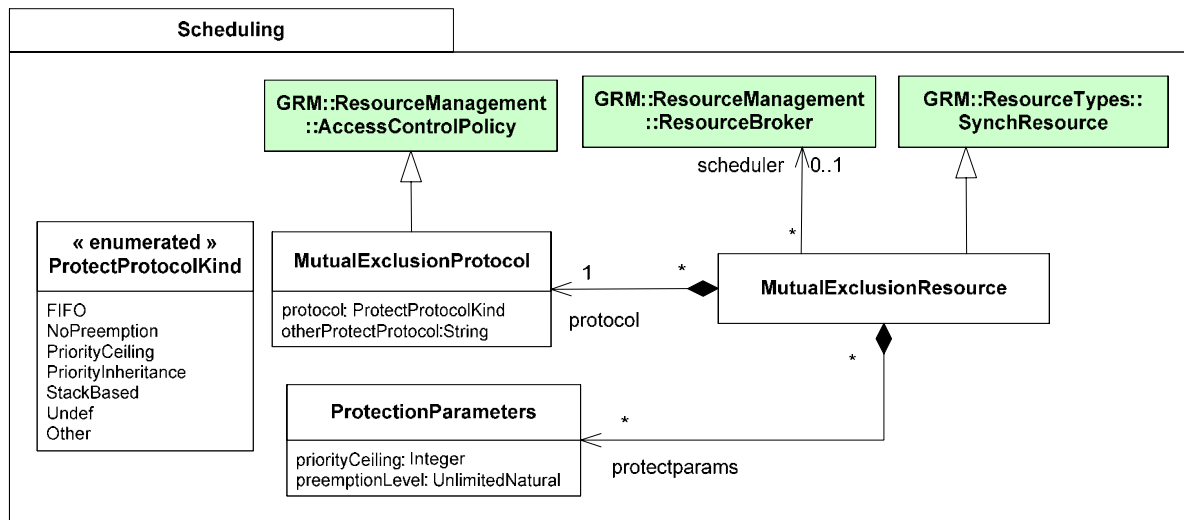 Scheduling
GRM::ResourceManagement
::AccessControlPolicy
GRM::ResourceManagement
::ResourceBroker
GRM::ResourceTypes::
SynchResource
scheduler
0..1
« enumerated »
ProtectProtocolKind
FIFO
NoPreemption
PriorityCeiling
PriorityInheritance
StackBased
Undef
Other
MutualExclusionProtocol
protocol: ProtectProtocolKind
otherProtectProtocol:String
1
*
protocol
*
MutualExclusionResource
*
ProtectionParameters
priorityCeiling: Integer
preemptionLevel: UnlimitedNatural
*
protectparams